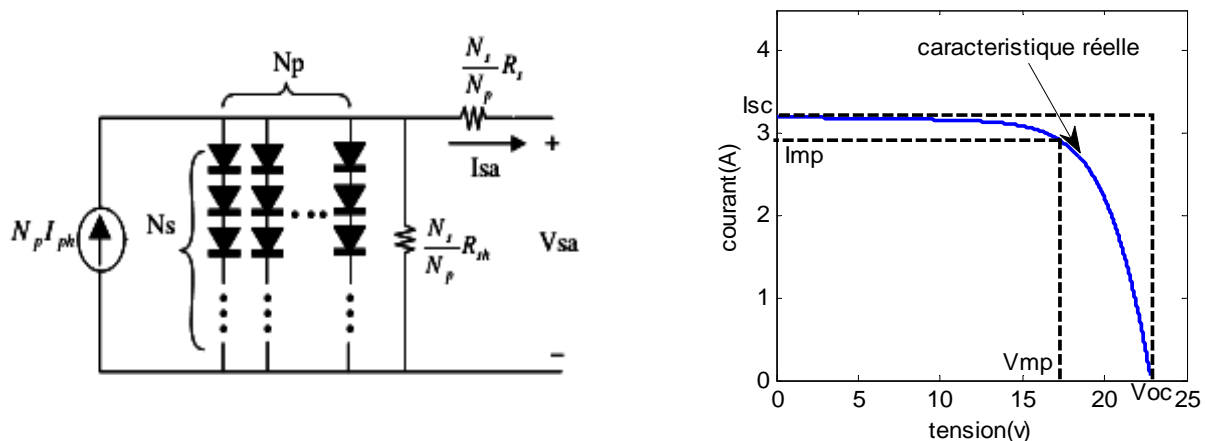 Np
N_s
N_p
R_s
Isa
+
Ns
N_p I_ph
N_s
N_p
R_sh
Vsa
−
caracteristique réelle
Isc
Imp
Vmp
Voc
courant(A)
4
3
2
1
0
0 5 10 15 20 25
tension(v)